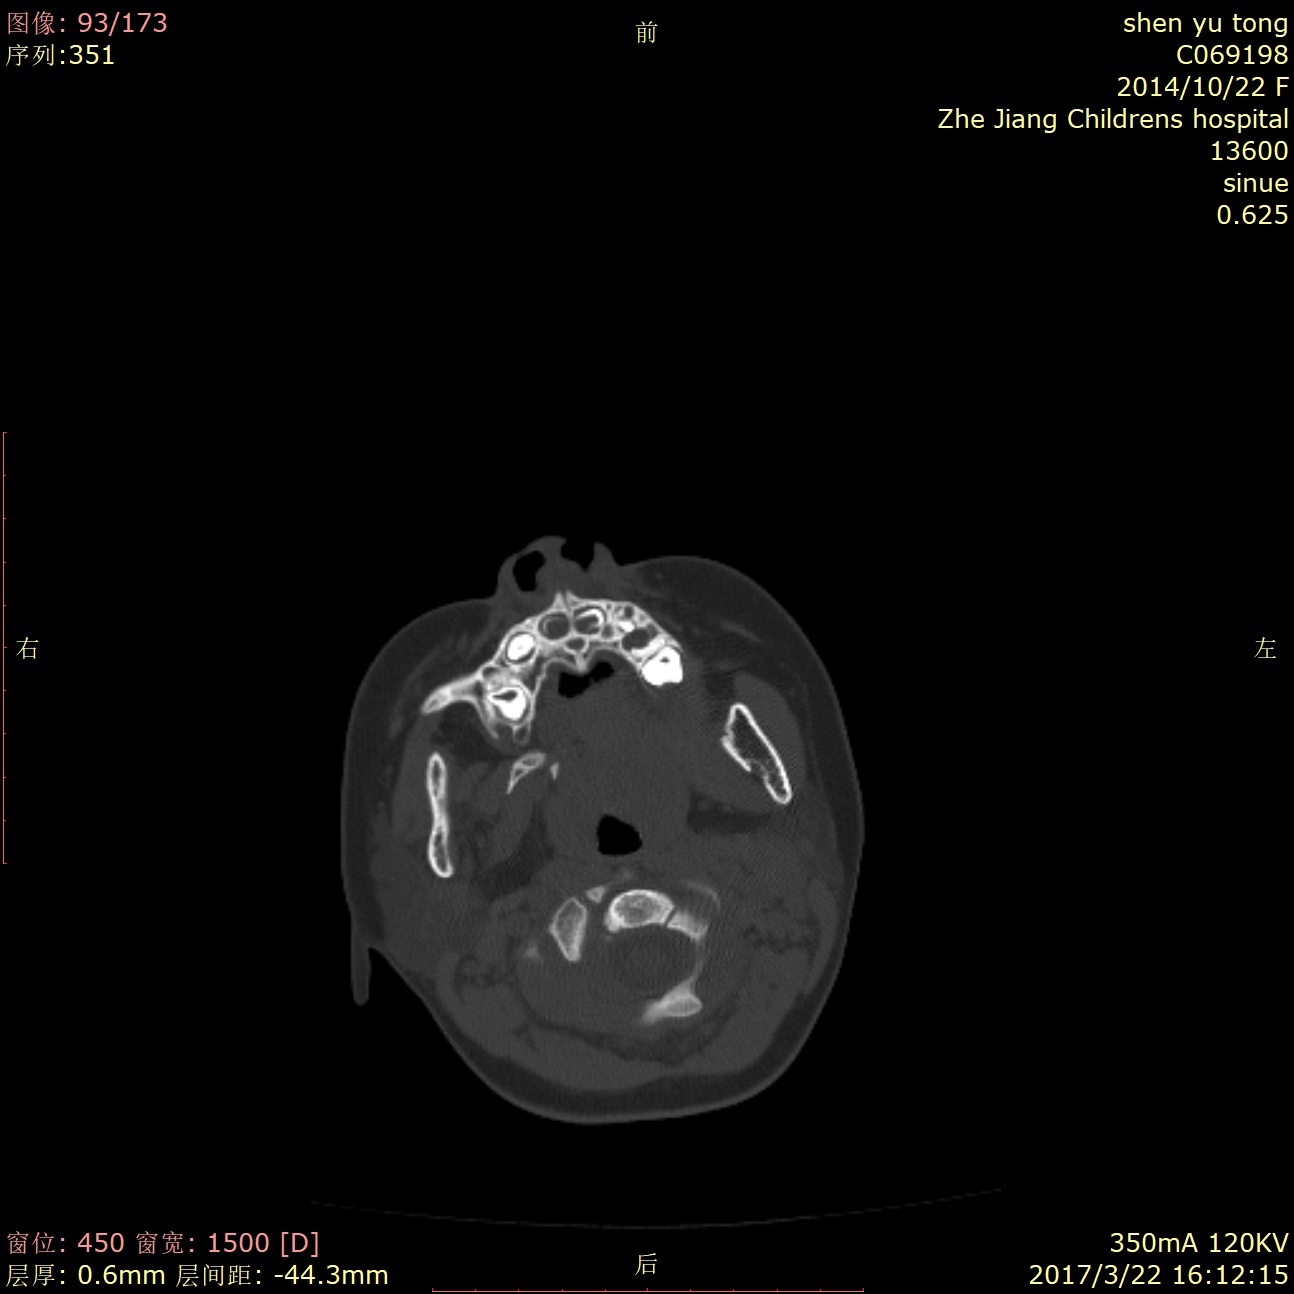 图像: 93/173
序列:351
前
shen yu tong
C069198
2014/10/22 F
Zhe Jiang Childrens hospital
13600
sinue
0.625
右
左
窗位: 450 窗宽: 1500 [D]
层厚: 0.6mm 层间距: -44.3mm
后
350mA 120KV
2017/3/22 16:12:15